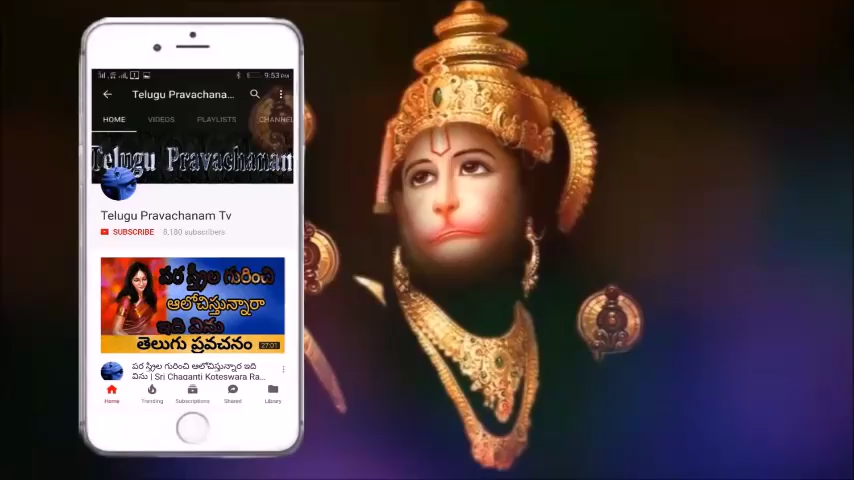 9:53 PM
Telugu Pravachana...
HOME VIDEOS PLAYLISTS CHANNEL
Telugu Pravachanam
Telugu Pravachanam Tv
SUBSCRIBE 8,180 subscribers
పర స్త్రీల గురించి
ఆలోచిస్తున్నారా
ఇది విను
తెలుగు ప్రవచనం 27:01
పర స్త్రీల గురించి ఆలోచిస్తున్నార ఇది
విను | Sri Chaganti Koteswara Ra...
Home Trending Subscriptions Shared Library